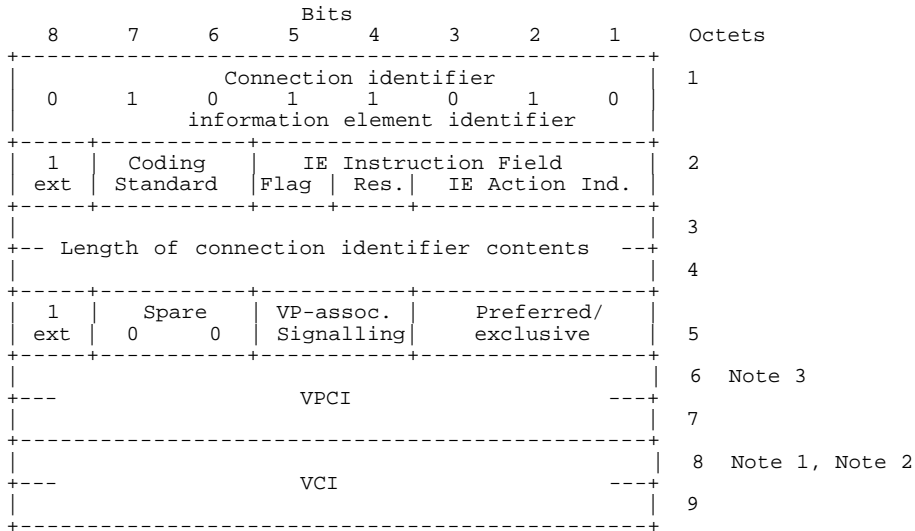 Bits
   8     7     6     5     4     3     2     1    Octets
+-----------------------------------------------+
|              Connection identifier            |  1
|  0     1     0     1     1     0     1     0  |
|            information element identifier     |
+-----+-----------+-----------------------------+
|  1  |  Coding   |   IE Instruction Field      |  2
| ext | Standard  |Flag | Res.|  IE Action Ind. |
+-----+-----------+-----+-----+-----------------+
|                                               |  3
+-- Length of connection identifier contents  --+
|                                               |  4
+-----+-----------+-----------+-----------------+
|  1  |   Spare   | VP-assoc. |    Preferred/   |
| ext |  0     0  | Signalling|    exclusive    |  5
+-----+-----------+-----------+-----------------+
|                                               |  6  Note 3
+---                 VPCI                    ---+
|                                               |  7
+-----------------------------------------------+
|                                               |  8  Note 1, Note 2
+---                 VCI                     ---+
|                                               |  9
+-----------------------------------------------+